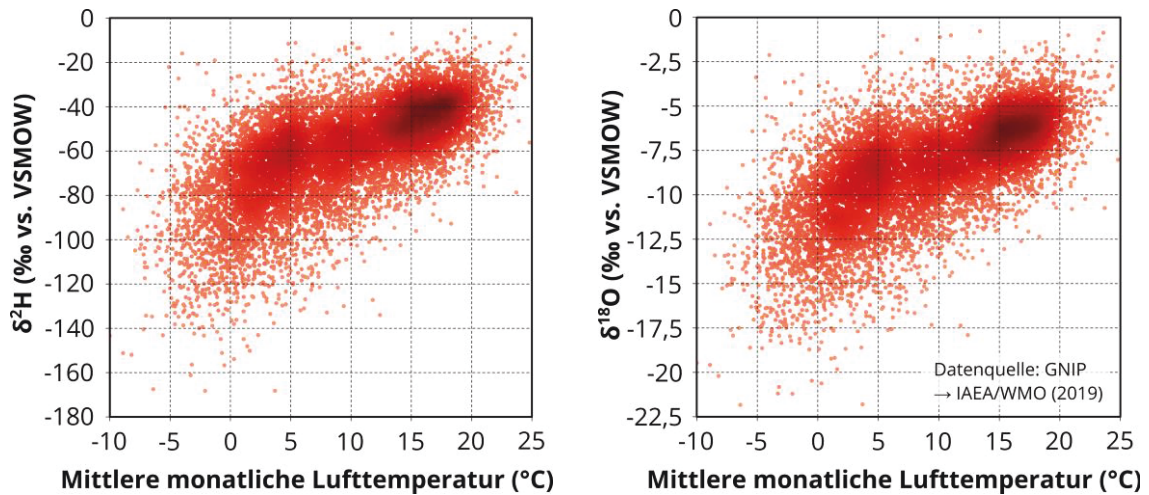 0
-20
-40
-60
-80
-100
-120
-140
-160
-180
δ²H (‰ vs. VSMOW)
-10 -5 0 5 10 15 20 25
Mittlere monatliche Lufttemperatur (°C)
0
-2,5
-5
-7,5
-10
-12,5
-15
-17,5
-20
-22,5
δ¹⁸O (‰ vs. VSMOW)
Datenquelle: GNIP
→ IAEA/WMO (2019)
-10 -5 0 5 10 15 20 25
Mittlere monatliche Lufttemperatur (°C)